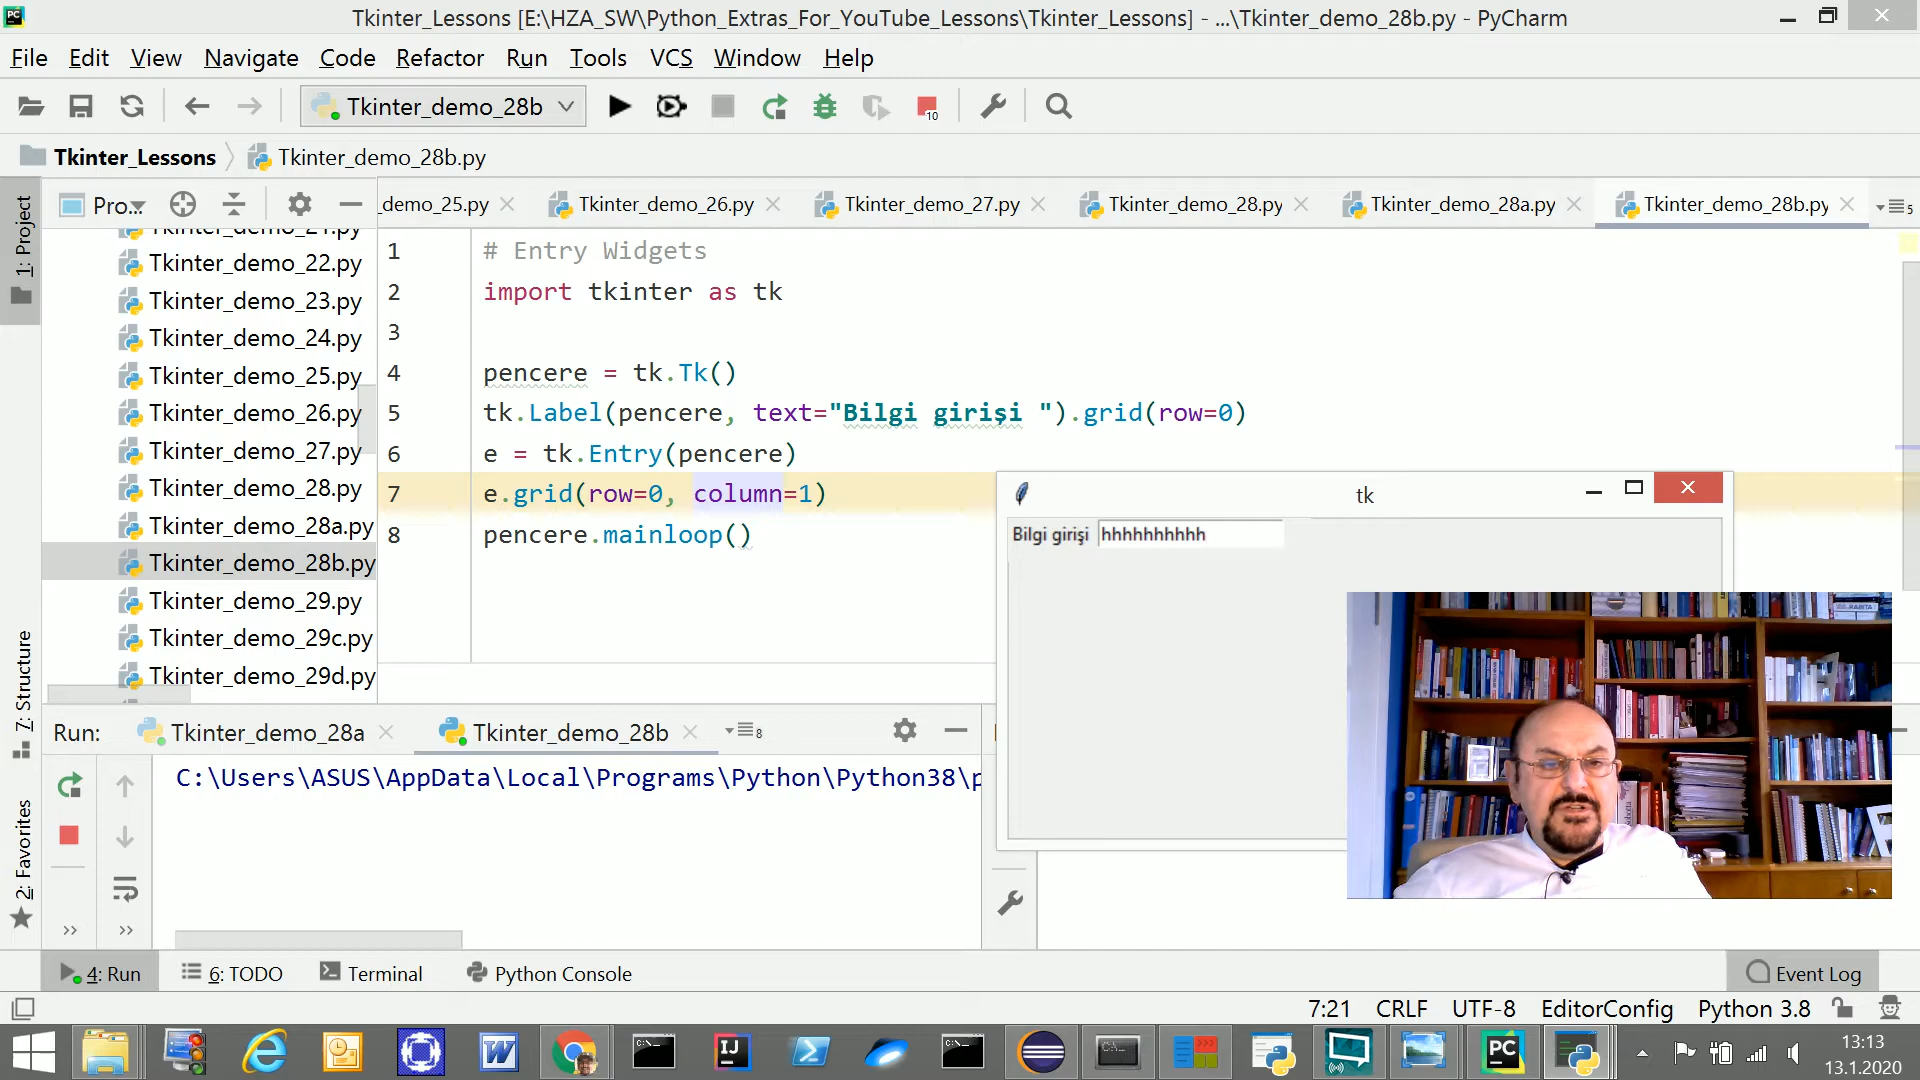 Tkinter_Lessons [E:\HZA_SW\Python_Extras_For_YouTube_Lessons\Tkinter_Lessons] - ...\Tkinter_demo_28b.py - PyCharm
File Edit View Navigate Code Refactor Run Tools VCS Window Help
Tkinter_demo_28b
10
Tkinter_Lessons Tkinter_demo_28b.py
1: Project
Pro...
_demo_25.py Tkinter_demo_26.py Tkinter_demo_27.py Tkinter_demo_28.py Tkinter_demo_28a.py Tkinter_demo_28b.py 5
Tkinter_demo_22.py
Tkinter_demo_23.py
Tkinter_demo_24.py
Tkinter_demo_25.py
Tkinter_demo_26.py
Tkinter_demo_27.py
Tkinter_demo_28.py
Tkinter_demo_28a.py
Tkinter_demo_28b.py
Tkinter_demo_29.py
Tkinter_demo_29c.py
Tkinter_demo_29d.py
1 # Entry Widgets
2 import tkinter as tk
3
4 pencere = tk.Tk()
5 tk.Label(pencere, text="Bilgi girişi ").grid(row=0)
6 e = tk.Entry(pencere)
7 e.grid(row=0, column=1)
8 pencere.mainloop()
tk
Bilgi girişi hhhhhhhhhh
7: Structure
2: Favorites
Run: Tkinter_demo_28a Tkinter_demo_28b 8
C:\Users\ASUS\AppData\Local\Programs\Python\Python38\p
4: Run 6: TODO Terminal Python Console Event Log
7:21 CRLF UTF-8 EditorConfig Python 3.8
13:13
13.1.2020